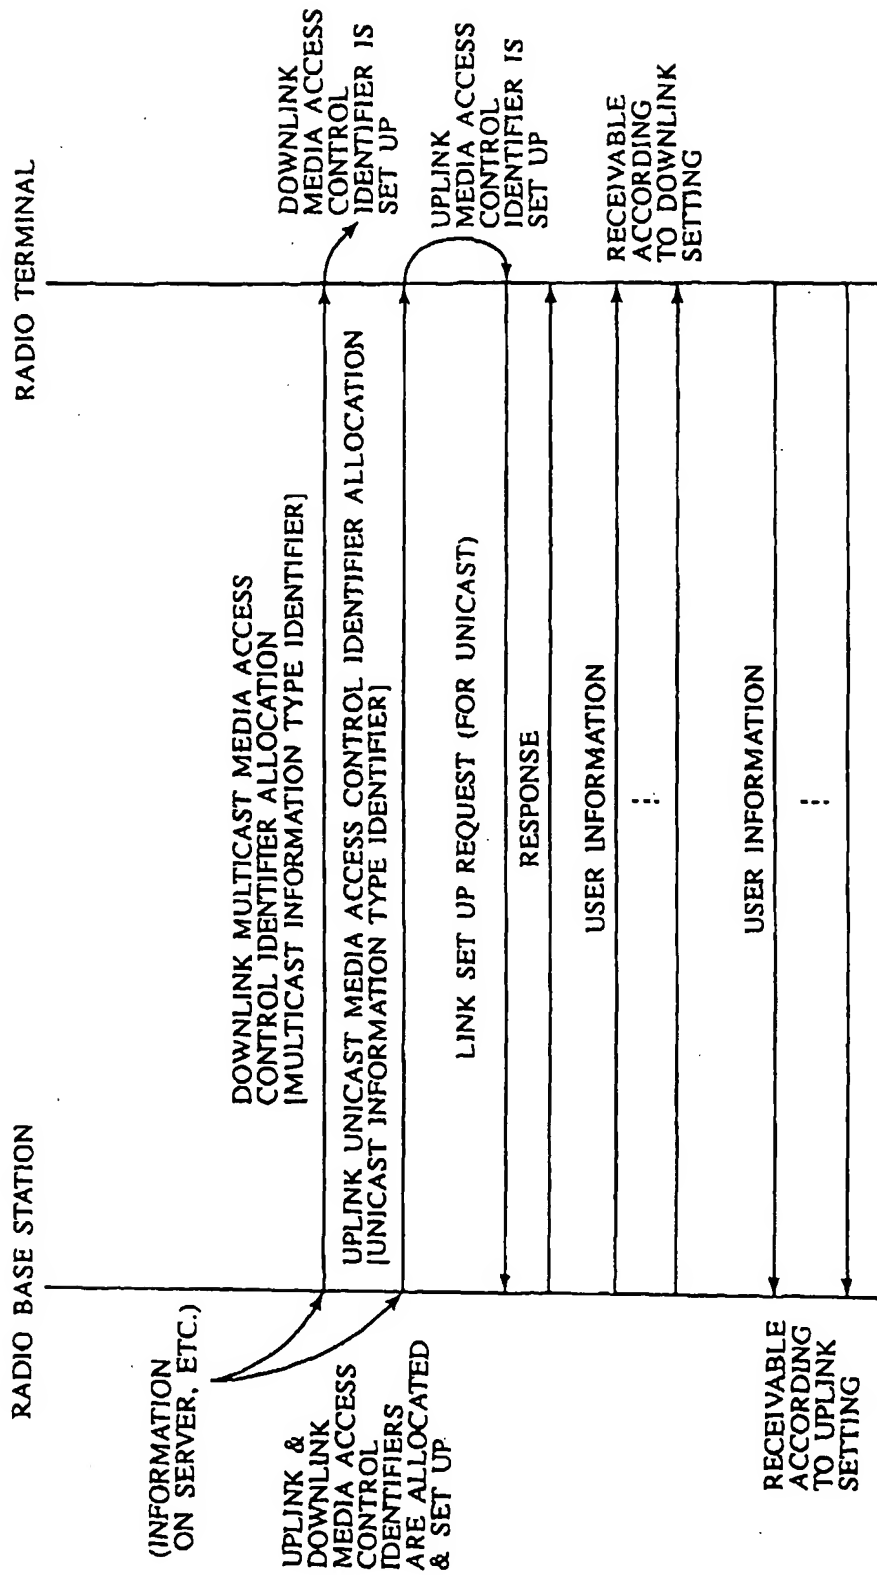 RADIO BASE STATION
RADIO TERMINAL
(INFORMATION
ON SERVER, ETC.)
UPLINK &
DOWNLINK
MEDIA ACCESS
CONTROL
IDENTIFIERS
ARE ALLOCATED
& SET UP
DOWNLINK MULTICAST MEDIA ACCESS
CONTROL IDENTIFIER ALLOCATION
[MULTICAST INFORMATION TYPE IDENTIFIER]
DOWNLINK
MEDIA ACCESS
CONTROL
IDENTIFIER IS
SET UP
UPLINK UNICAST MEDIA ACCESS CONTROL IDENTIFIER ALLOCATION
[UNICAST INFORMATION TYPE IDENTIFIER]
UPLINK
MEDIA ACCESS
CONTROL
IDENTIFIER IS
SET UP
LINK SET UP REQUEST (FOR UNICAST)
RESPONSE
USER INFORMATION
RECEIVABLE
ACCORDING
TO DOWNLINK
SETTING
USER INFORMATION
RECEIVABLE
ACCORDING
TO UPLINK
SETTING